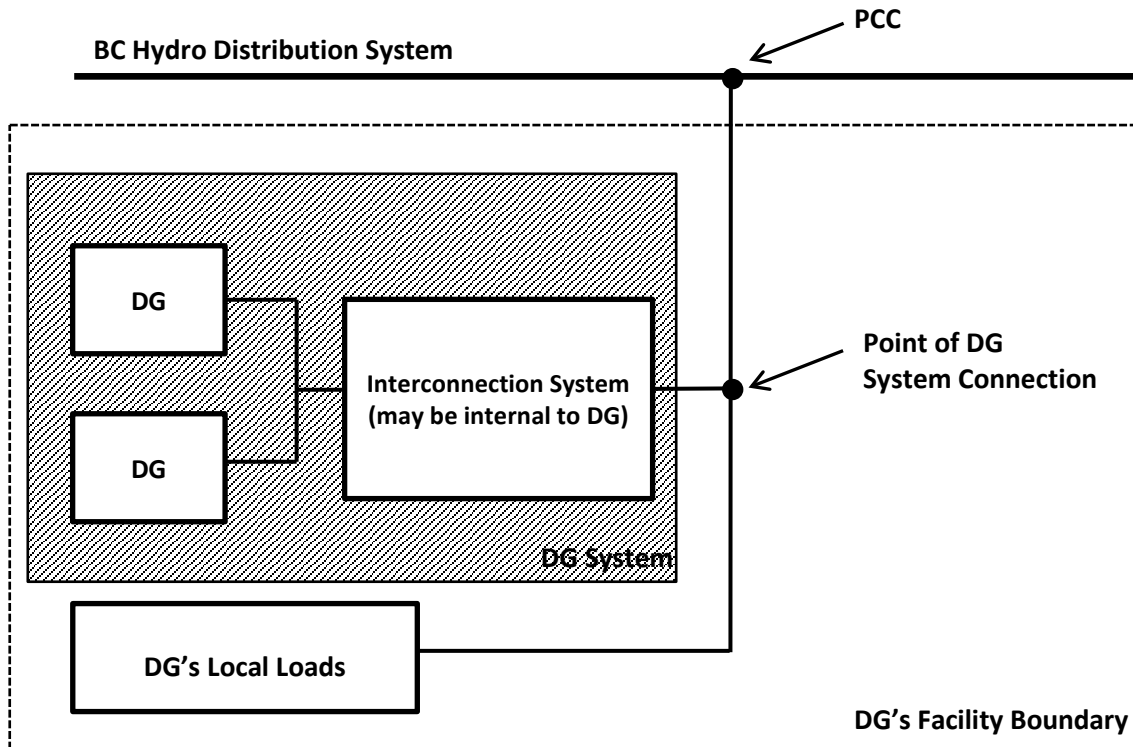 PCC
BC Hydro Distribution System
DG
Interconnection System
(may be internal to DG)
Point of DG
System Connection
DG
DG System
DG's Local Loads
DG's Facility Boundary